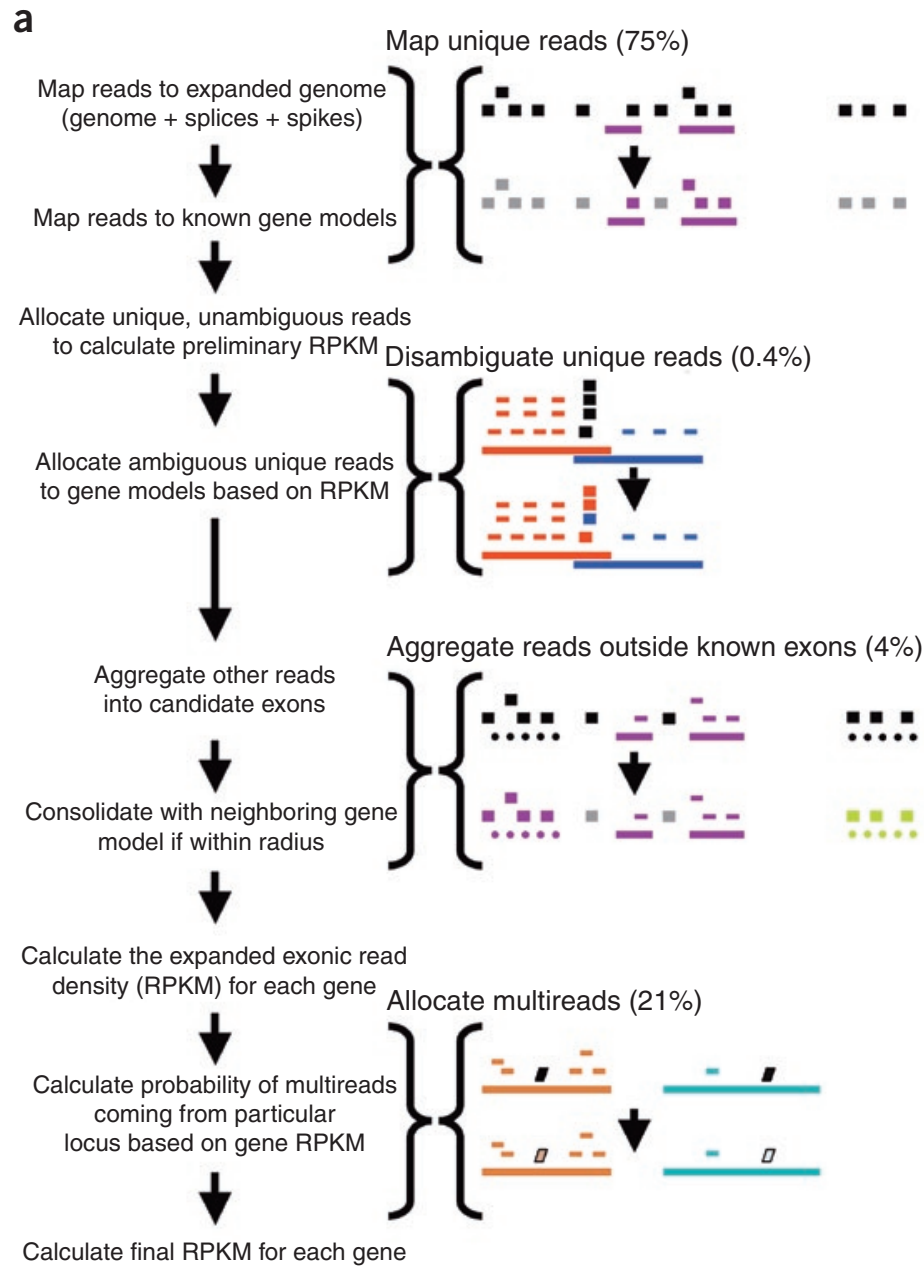 a
Map unique reads (75%)
Map reads to expanded genome
(genome + splices + spikes)
Map reads to known gene models
Allocate unique, unambiguous reads
to calculate preliminary RPKM
Disambiguate unique reads (0.4%)
Allocate ambiguous unique reads
to gene models based on RPKM
Aggregate reads outside known exons (4%)
Aggregate other reads
into candidate exons
Consolidate with neighboring gene
model if within radius
Calculate the expanded exonic read
density (RPKM) for each gene
Allocate multireads (21%)
Calculate probability of multireads
coming from particular
locus based on gene RPKM
Calculate final RPKM for each gene